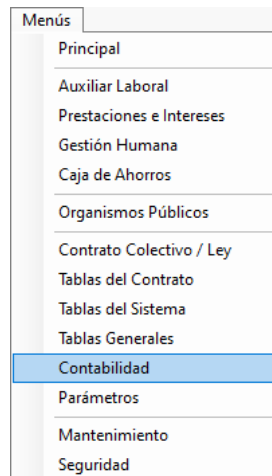 Menús
Principal
Auxiliar Laboral
Prestaciones e Intereses
Gestión Humana
Caja de Ahorros
Organismos Públicos
Contrato Colectivo / Ley
Tablas del Contrato
Tablas del Sistema
Tablas Generales
Contabilidad
Parámetros
Mantenimiento
Seguridad